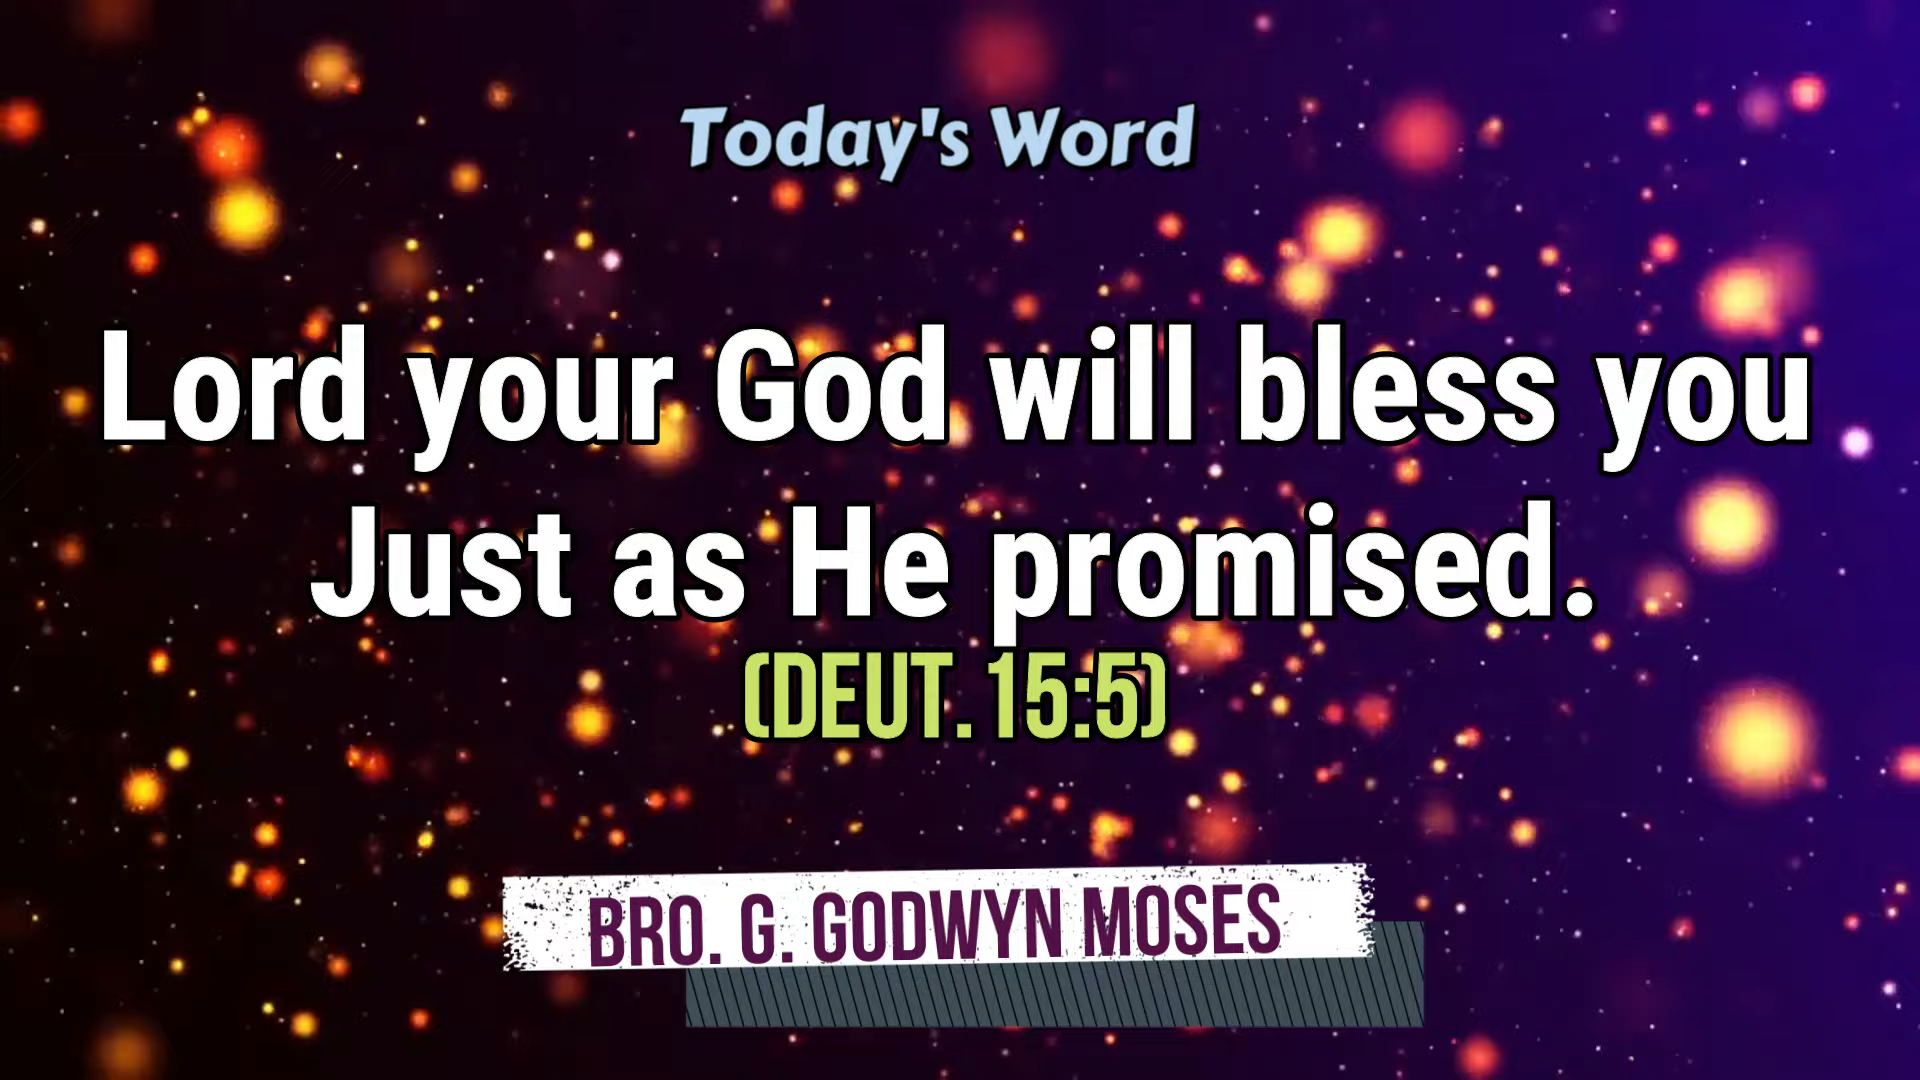 Today's Word
Lord your God will bless you
Just as He promised.
(DEUT. 15:5)
BRO. G. GODWYN MOSES